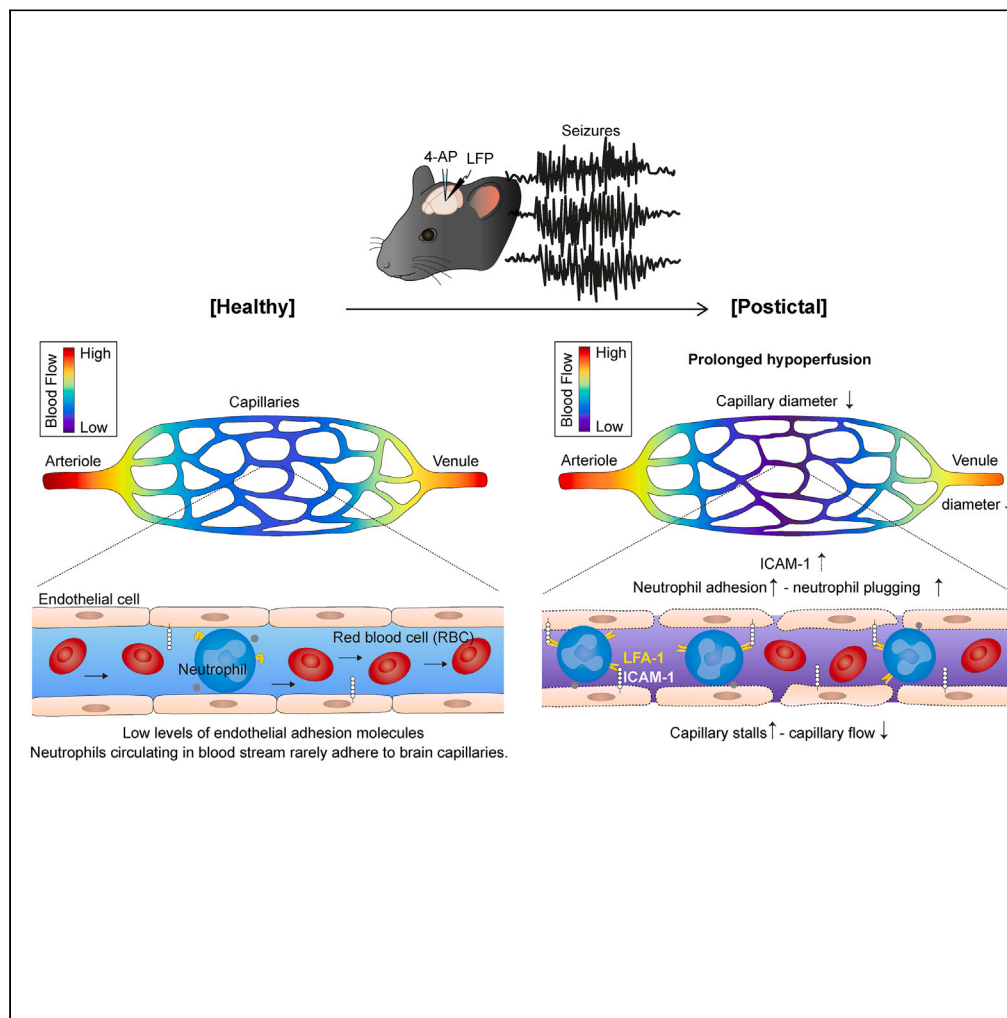 Seizures
4-AP LFP
[Healthy]
[Postictal]
Blood Flow
High
Low
Capillaries
Arteriole
Venule
Endothelial cell
Red blood cell (RBC)
Neutrophil
Low levels of endothelial adhesion molecules
Neutrophils circulating in blood stream rarely adhere to brain capillaries.
Blood Flow
High
Low
Prolonged hypoperfusion
Capillary diameter ↓
Arteriole
Venule
diameter ↓
ICAM-1 ↑
Neutrophil adhesion ↑ - neutrophil plugging ↑
LFA-1
ICAM-1
Capillary stalls ↑ - capillary flow ↓